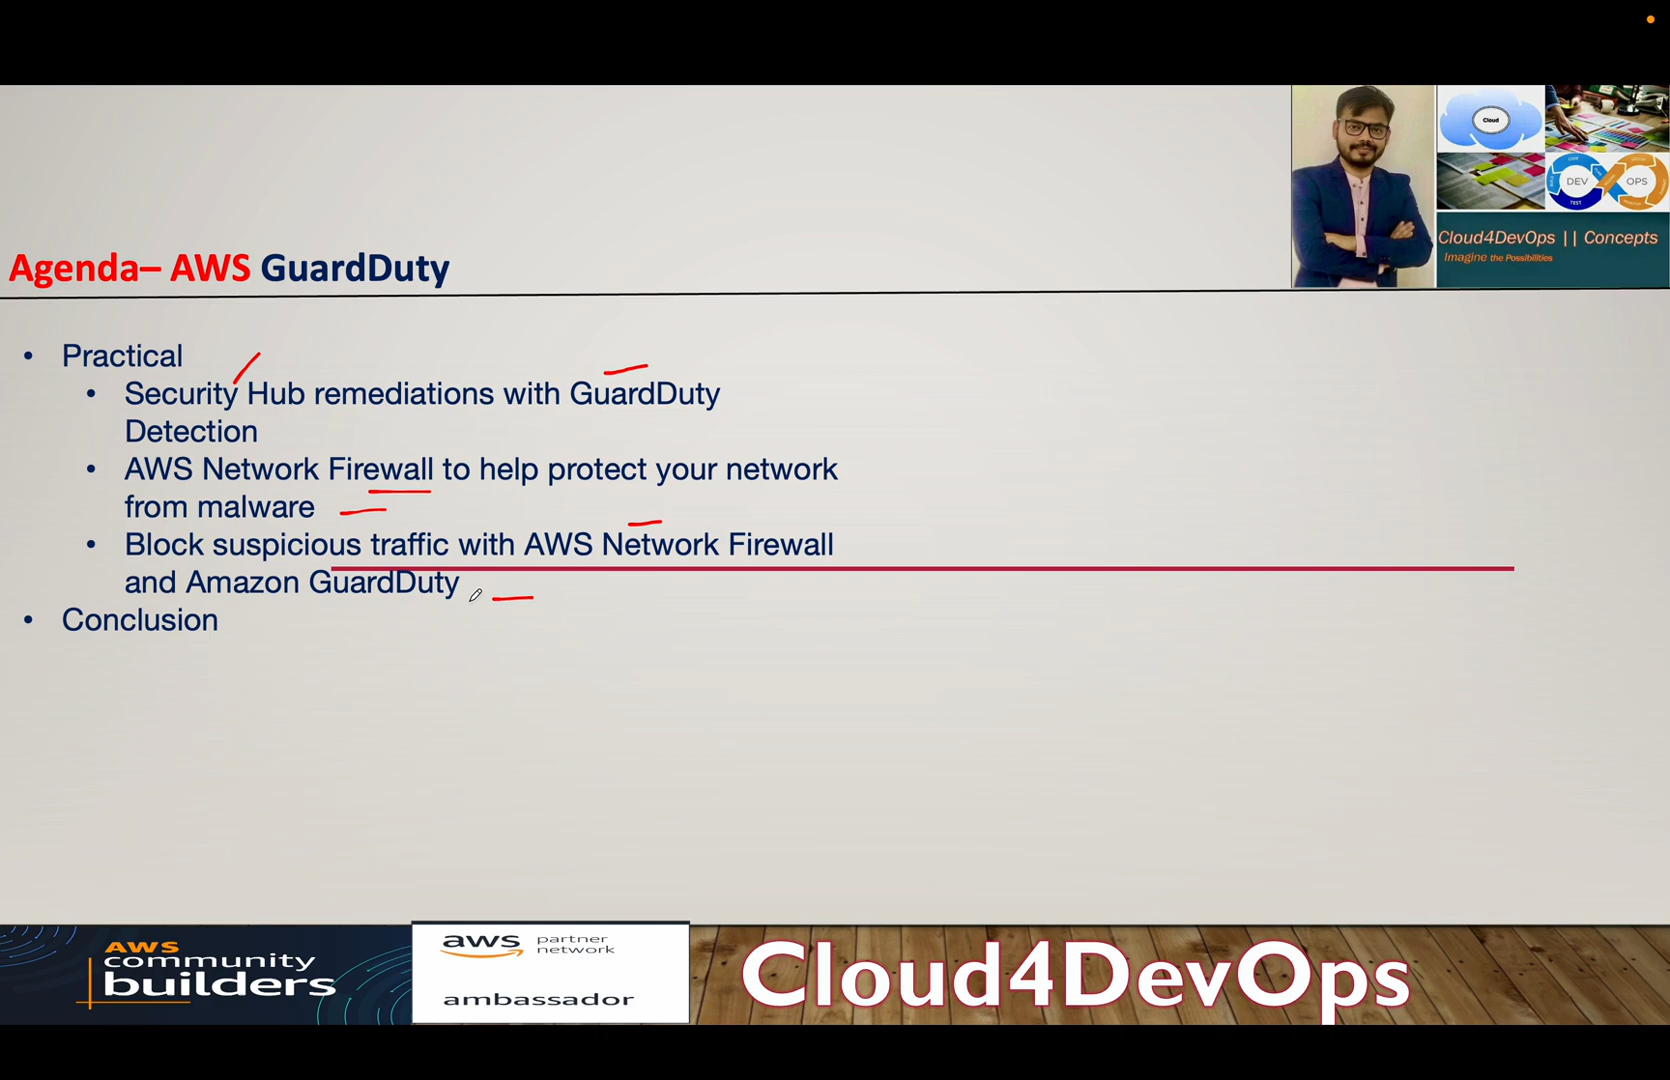 Cloud
DEV OPS
TEST
Cloud4DevOps || Concepts
Imagine the Possibilities
Agenda– AWS GuardDuty
• Practical
• Security Hub remediations with GuardDuty
Detection
• AWS Network Firewall to help protect your network
from malware
• Block suspicious traffic with AWS Network Firewall
and Amazon GuardDuty
• Conclusion
AWS
community
builders
aws partner
network
ambassador
Cloud4DevOps